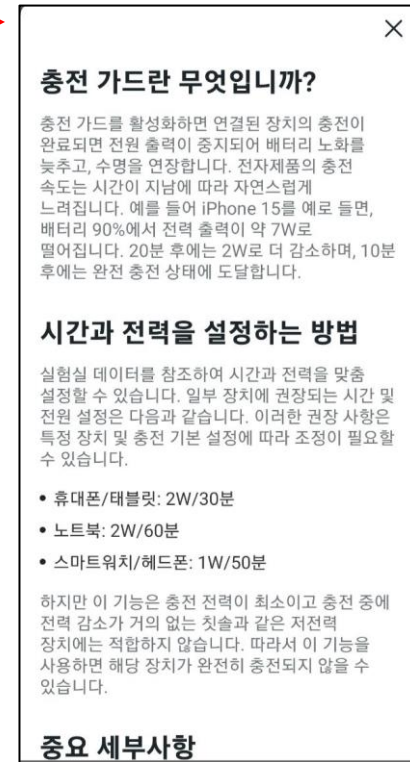 충전 가드란 무엇입니까?
충전 가드를 활성화하면 연결된 장치의 충전이
완료되면 전원 출력이 중지되어 배터리 노화를
늦추고, 수명을 연장합니다. 전자제품의 충전
속도는 시간이 지남에 따라 자연스럽게
느려집니다. 예를 들어 iPhone 15를 예로 들면,
배터리 90%에서 전력 출력이 약 7W로
떨어집니다. 20분 후에는 2W로 더 감소하며, 10분
후에는 완전 충전 상태에 도달합니다.
시간과 전력을 설정하는 방법
실험실 데이터를 참조하여 시간과 전력을 맞춤
설정할 수 있습니다. 일부 장치에 권장되는 시간 및
전원 설정은 다음과 같습니다. 이러한 권장 사항은
특정 장치 및 충전 기본 설정에 따라 조정이 필요할
수 있습니다.
• 휴대폰/태블릿: 2W/30분
• 노트북: 2W/60분
• 스마트워치/헤드폰: 1W/50분
하지만 이 기능은 충전 전력이 최소이고 충전 중에
전력 감소가 거의 없는 칫솔과 같은 저전력
장치에는 적합하지 않습니다. 따라서 이 기능을
사용하면 해당 장치가 완전히 충전되지 않을 수
있습니다.
중요 세부사항